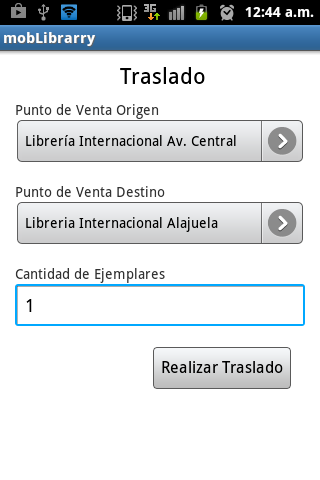 3G
12:44 a.m.
mobLibrarry
Traslado
Punto de Venta Origen
Librería Internacional Av. Central
Punto de Venta Destino
Libreria Internacional Alajuela
Cantidad de Ejemplares
1
Realizar Traslado